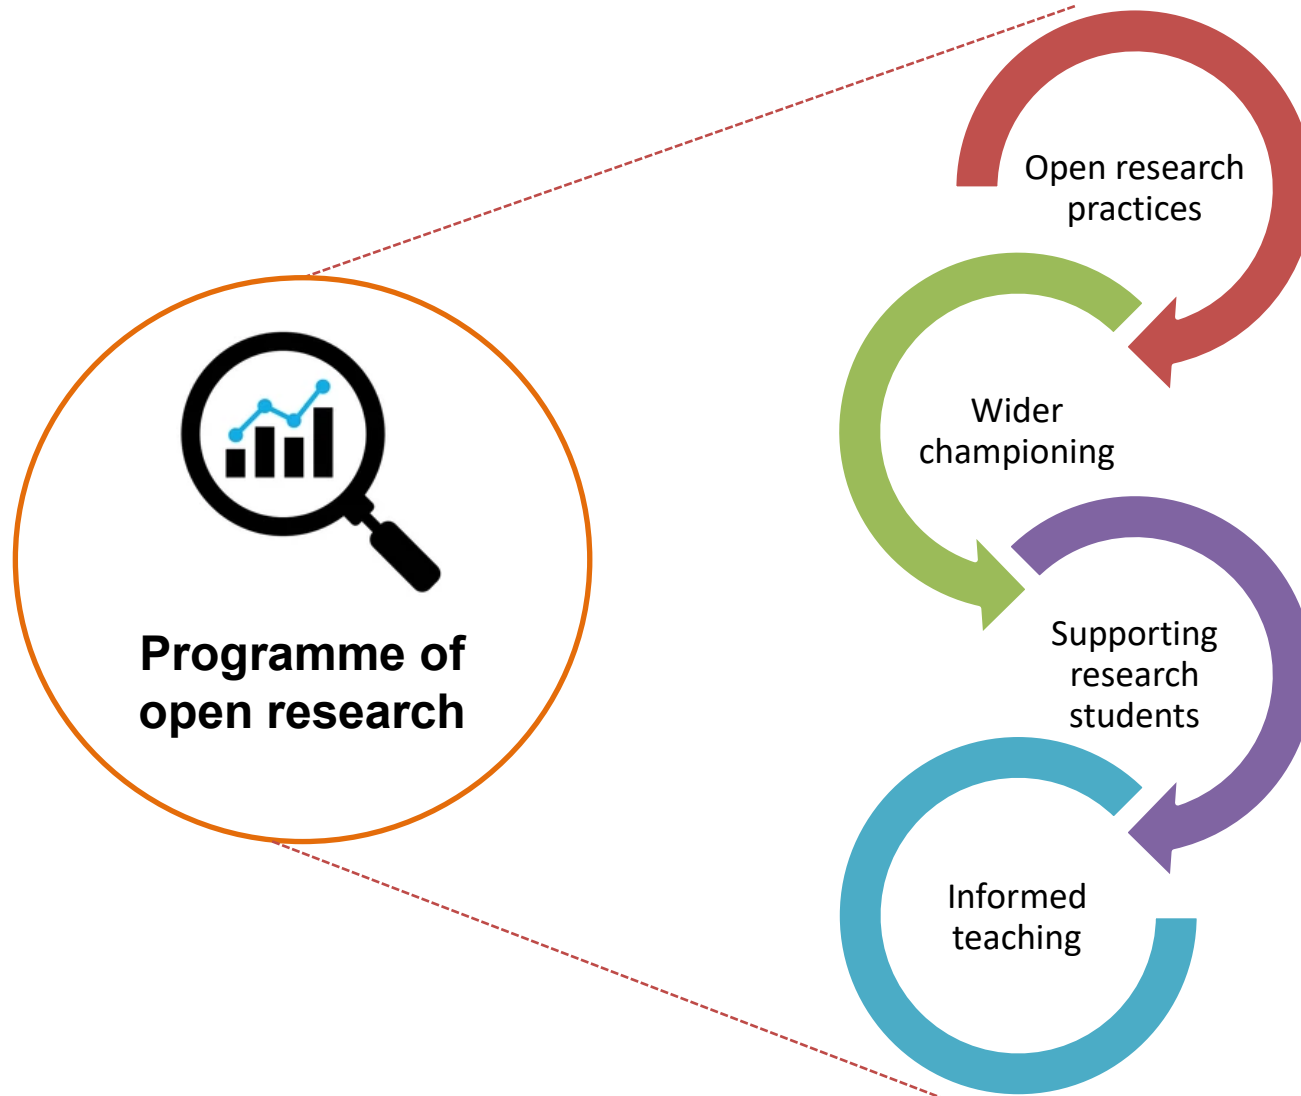 Programme of
open research
Open research
practices
Wider
championing
Supporting
research
students
Informed
teaching